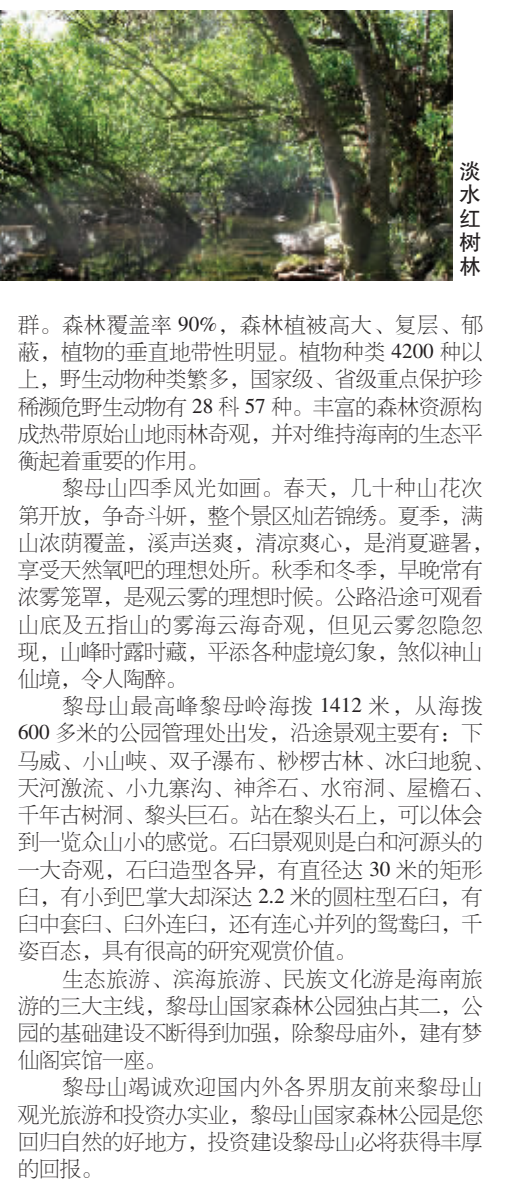 淡水红树林
群。森林覆盖率 90%，森林植被高大、复层、郁
蔽，植物的垂直地带性明显。植物种类 4200 种以
上，野生动物种类繁多，国家级、省级重点保护珍
稀濒危野生动物有 28 科 57 种。丰富的森林资源构
成热带原始山地雨林奇观，并对维持海南的生态平
衡起着重要的作用。
黎母山四季风光如画。春天，几十种山花次
第开放，争奇斗妍，整个景区灿若锦绣。夏季，满
山浓荫覆盖，溪声送爽，清凉爽心，是消夏避暑，
享受天然氧吧的理想处所。秋季和冬季，早晚常有
浓雾笼罩，是观云雾的理想时候。公路沿途可观看
山底及五指山的雾海云海奇观，但见云雾忽隐忽
现，山峰时露时藏，平添各种虚境幻象，煞似神山
仙境，令人陶醉。
黎母山最高峰黎母岭海拨 1412 米，从海拨
600 多米的公园管理处出发，沿途景观主要有：下
马威、小山峡、双子瀑布、桫椤古林、冰臼地貌、
天河激流、小九寨沟、神斧石、水帘洞、屋檐石、
千年古树洞、黎头巨石。站在黎头石上，可以体会
到一览众山小的感觉。石臼景观则是白和河源头的
一大奇观，石臼造型各异，有直径达 30 米的矩形
臼，有小到巴掌大却深达 2.2 米的圆柱型石臼，有
臼中套臼、臼外连臼，还有连心并列的鸳鸯臼，千
姿百态，具有很高的研究观赏价值。
生态旅游、滨海旅游、民族文化游是海南旅
游的三大主线，黎母山国家森林公园独占其二，公
园的基础建设不断得到加强，除黎母庙外，建有梦
仙阁宾馆一座。
黎母山竭诚欢迎国内外各界朋友前来黎母山
观光旅游和投资办实业，黎母山国家森林公园是您
回归自然的好地方，投资建设黎母山必将获得丰厚
的回报。